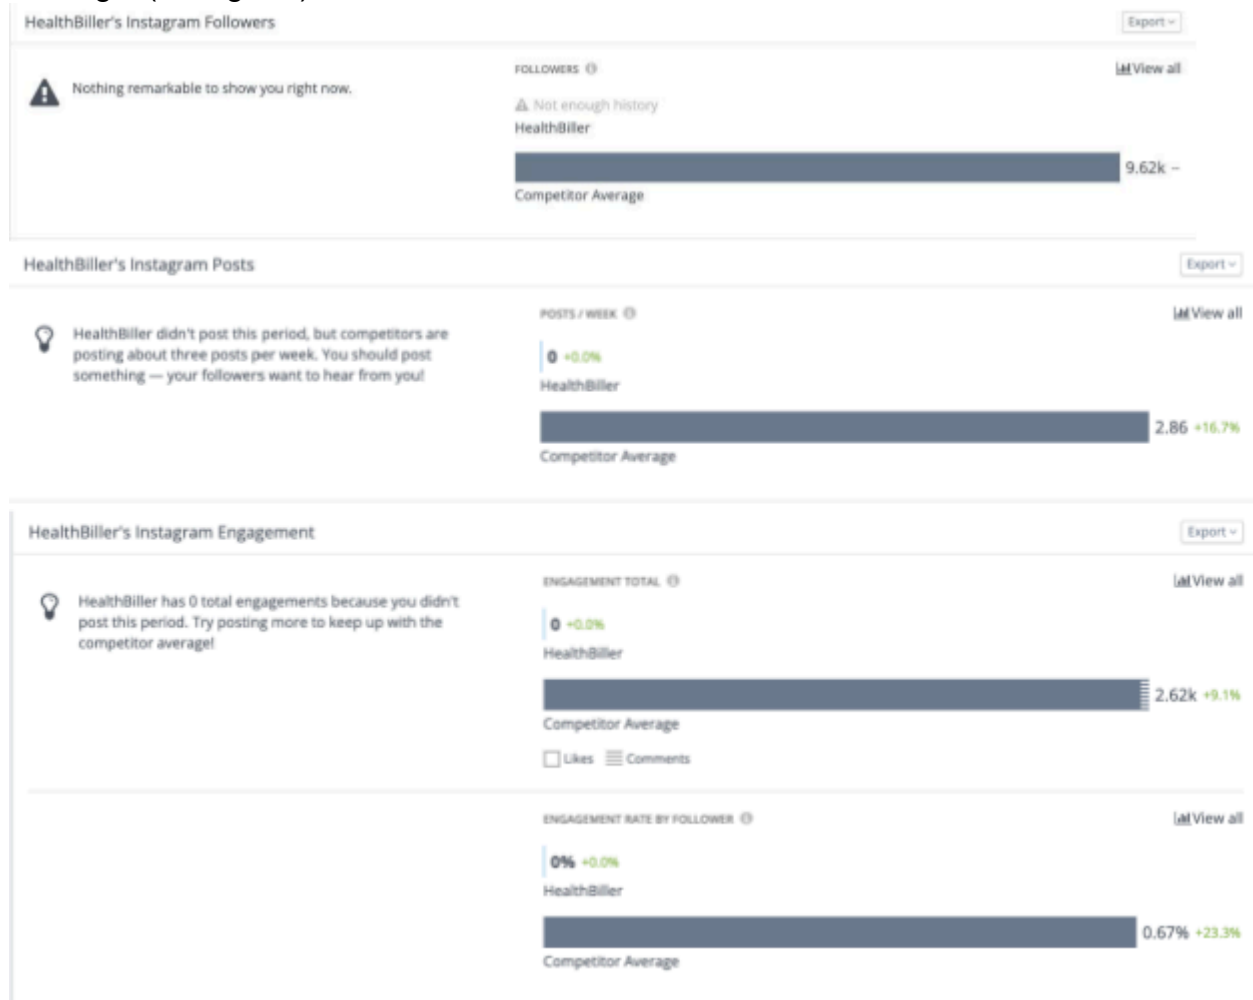 HealthBiller's Instagram Followers
Export
Nothing remarkable to show you right now.
FOLLOWERS
View all
Not enough history
HealthBiller
9.62k –
Competitor Average
HealthBiller's Instagram Posts
Export
HealthBiller didn't post this period, but competitors are
posting about three posts per week. You should post
something — your followers want to hear from you!
POSTS / WEEK
View all
0 +0.0%
HealthBiller
2.86 +16.7%
Competitor Average
HealthBiller's Instagram Engagement
Export
HealthBiller has 0 total engagements because you didn't
post this period. Try posting more to keep up with the
competitor average!
ENGAGEMENT TOTAL
View all
0 +0.0%
HealthBiller
2.62k +9.1%
Competitor Average
Likes Comments
ENGAGEMENT RATE BY FOLLOWER
View all
0% +0.0%
HealthBiller
0.67% +23.3%
Competitor Average